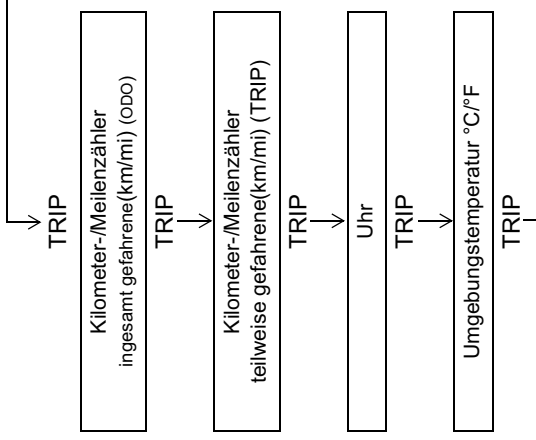 TRIP
Kilometer-/Meilenzähler
ingesamt gefahrene(km/mi) (ODO)
TRIP
Kilometer-/Meilenzähler
teilweise gefahrene(km/mi) (TRIP)
TRIP
Uhr
TRIP
Umgebungstemperatur °C/°F
TRIP